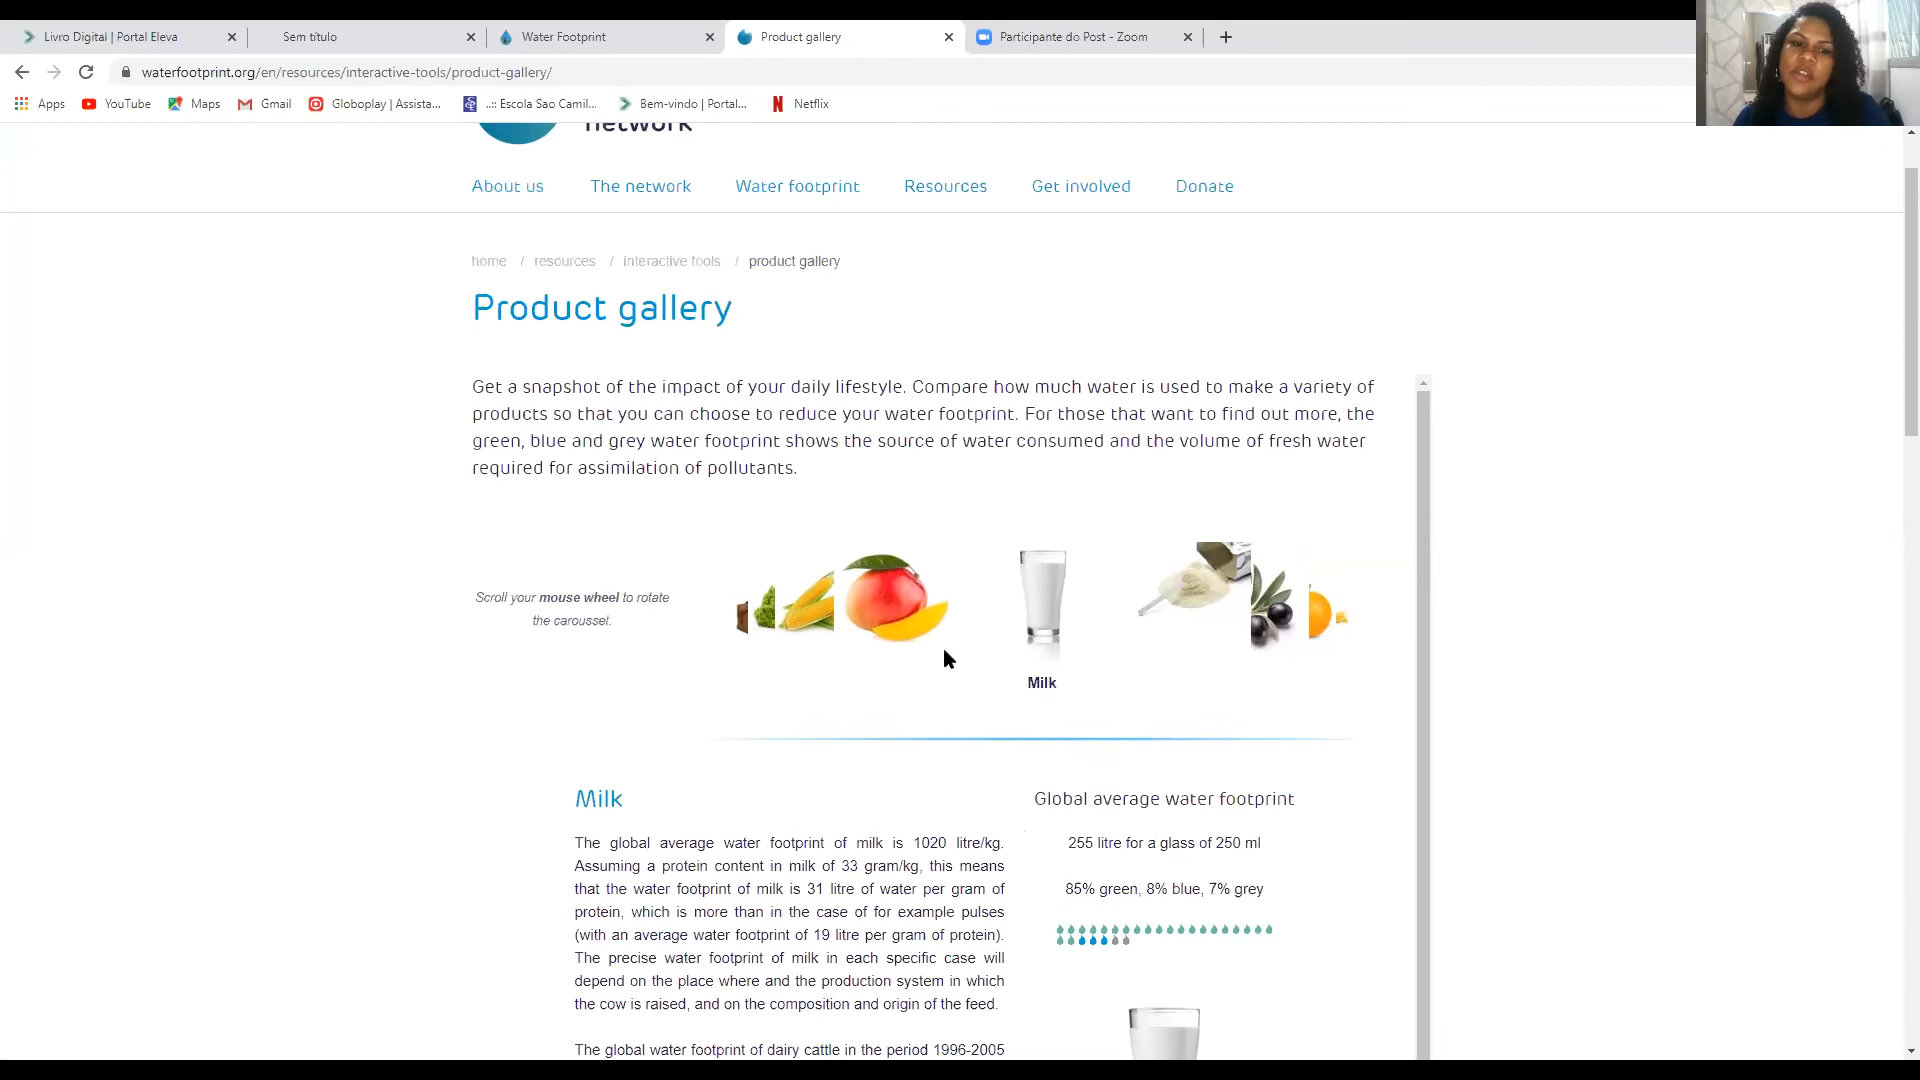 Livro Digital | Portal Eleva
Sem título
Water Footprint
Product gallery
Participante do Post - Zoom
waterfootprint.org/en/resources/interactive-tools/product-gallery/
Apps YouTube Maps Gmail Globoplay | Assista... ..:: Escola Sao Camil... Bem-vindo | Portal... Netflix
network
About us The network Water footprint Resources Get involved Donate
home / resources / interactive tools / product gallery
Product gallery
Get a snapshot of the impact of your daily lifestyle. Compare how much water is used to make a variety of
products so that you can choose to reduce your water footprint. For those that want to find out more, the
green, blue and grey water footprint shows the source of water consumed and the volume of fresh water
required for assimilation of pollutants.
Scroll your mouse wheel to rotate
the caroussel.
Milk
Milk
The global average water footprint of milk is 1020 litre/kg.
Assuming a protein content in milk of 33 gram/kg, this means
that the water footprint of milk is 31 litre of water per gram of
protein, which is more than in the case of for example pulses
(with an average water footprint of 19 litre per gram of protein).
The precise water footprint of milk in each specific case will
depend on the place where and the production system in which
the cow is raised, and on the composition and origin of the feed.
The global water footprint of dairy cattle in the period 1996-2005
Global average water footprint
255 litre for a glass of 250 ml
85% green, 8% blue, 7% grey